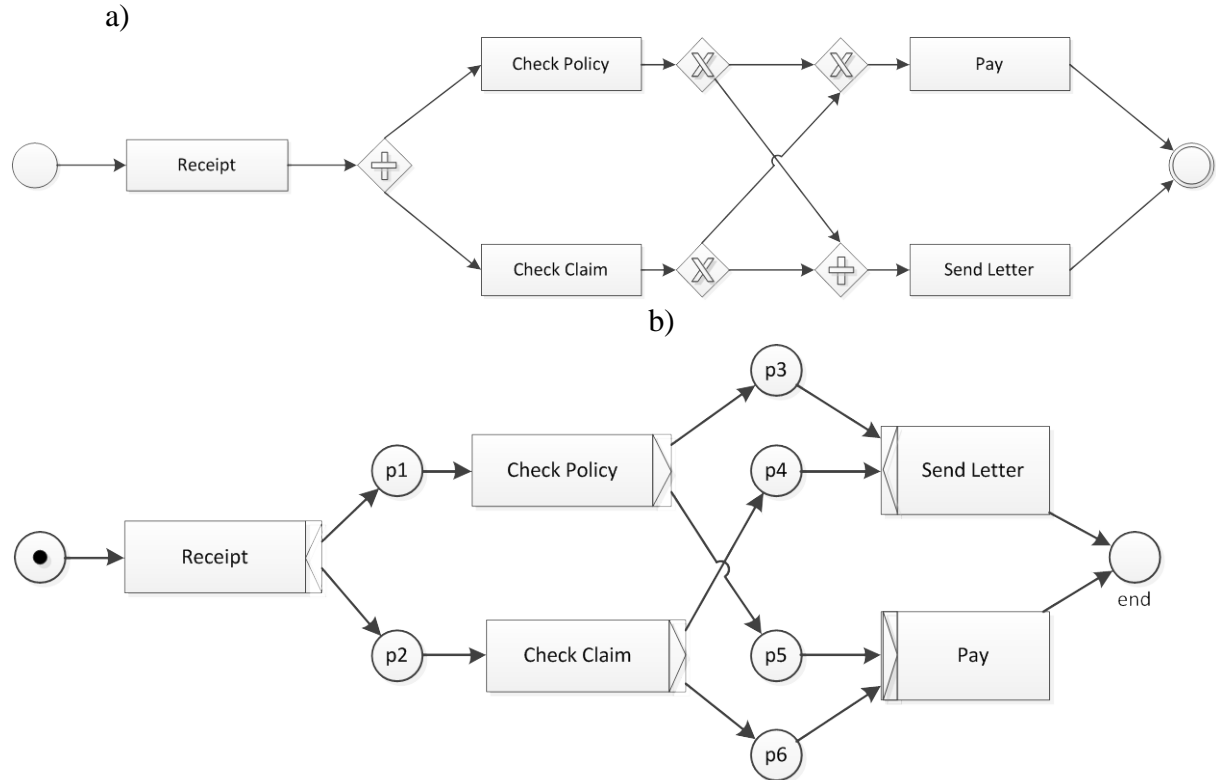 a)
Check Policy
Pay
Receipt
Check Claim
Send Letter
b)
p3
p1
Check Policy
p4
Send Letter
Receipt
end
p2
Check Claim
p5
Pay
p6